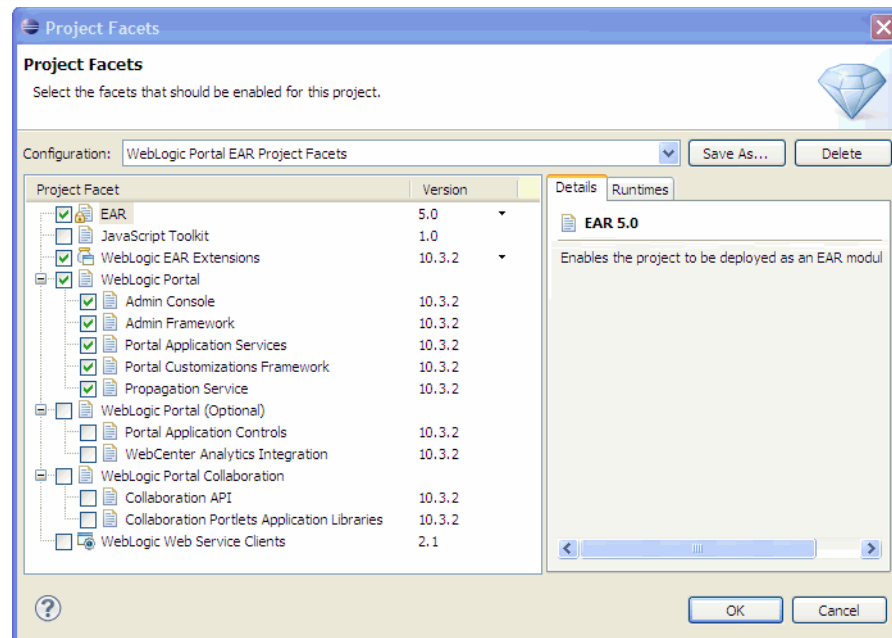 Project Facets
Project Facets
Select the facets that should be enabled for this project.
Configuration: WebLogic Portal EAR Project Facets Save As... Delete
Project Facet Version
EAR 5.0
JavaScript Toolkit 1.0
WebLogic EAR Extensions 10.3.2
WebLogic Portal
Admin Console 10.3.2
Admin Framework 10.3.2
Portal Application Services 10.3.2
Portal Customizations Framework 10.3.2
Propagation Service 10.3.2
WebLogic Portal (Optional)
Portal Application Controls 10.3.2
WebCenter Analytics Integration 10.3.2
WebLogic Portal Collaboration
Collaboration API 10.3.2
Collaboration Portlets Application Libraries 10.3.2
WebLogic Web Service Clients 2.1
Details Runtimes
EAR 5.0
Enables the project to be deployed as an EAR modul
? OK Cancel